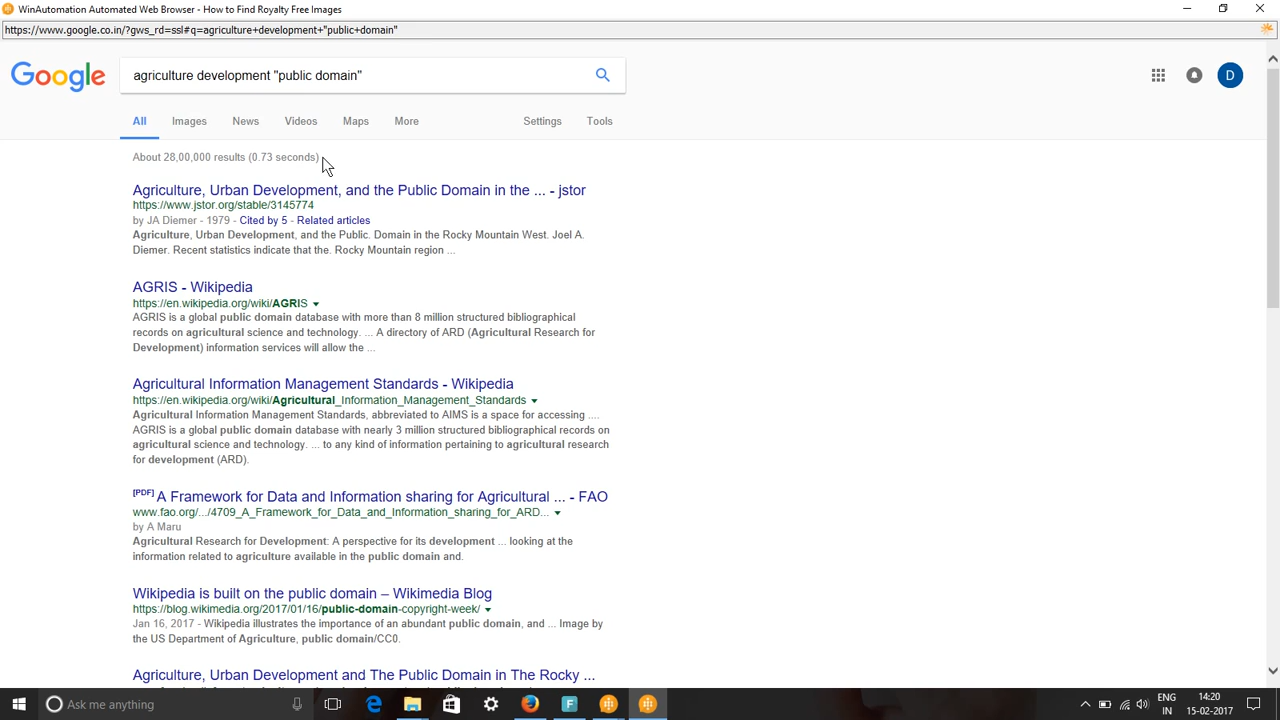 WinAutomation Automated Web Browser - How to Find Royalty Free Images
https://www.google.co.in/?gws_rd=ssl#q=agriculture+development+"public+domain"
Google
agriculture development "public domain"
D
All Images News Videos Maps More Settings Tools
About 28,00,000 results (0.73 seconds)
Agriculture, Urban Development, and the Public Domain in the ... - jstor
https://www.jstor.org/stable/3145774
by JA Diemer - 1979 - Cited by 5 - Related articles
Agriculture, Urban Development, and the Public. Domain in the Rocky Mountain West. Joel A.
Diemer. Recent statistics indicate that the. Rocky Mountain region ...
AGRIS - Wikipedia
https://en.wikipedia.org/wiki/AGRIS
AGRIS is a global public domain database with more than 8 million structured bibliographical
records on agricultural science and technology. ... A directory of ARD (Agricultural Research for
Development) information services will allow the ...
Agricultural Information Management Standards - Wikipedia
https://en.wikipedia.org/wiki/Agricultural_Information_Management_Standards
Agricultural Information Management Standards, abbreviated to AIMS is a space for accessing ....
AGRIS is a global public domain database with nearly 3 million structured bibliographical records on
agricultural science and technology. ... to any kind of information pertaining to agricultural research
for development (ARD).
[PDF] A Framework for Data and Information sharing for Agricultural ... - FAO
www.fao.org/.../4709_A_Framework_for_Data_and_Information_sharing_for_ARD...
by A Maru
Agricultural Research for Development: A perspective for its development ... looking at the
information related to agriculture available in the public domain and.
Wikipedia is built on the public domain – Wikimedia Blog
https://blog.wikimedia.org/2017/01/16/public-domain-copyright-week/
Jan 16, 2017 - Wikipedia illustrates the importance of an abundant public domain, and ... Image by
the US Department of Agriculture, public domain/CC0.
Agriculture, Urban Development and The Public Domain in The Rocky ...
Ask me anything
ENG
IN
14:20
15-02-2017